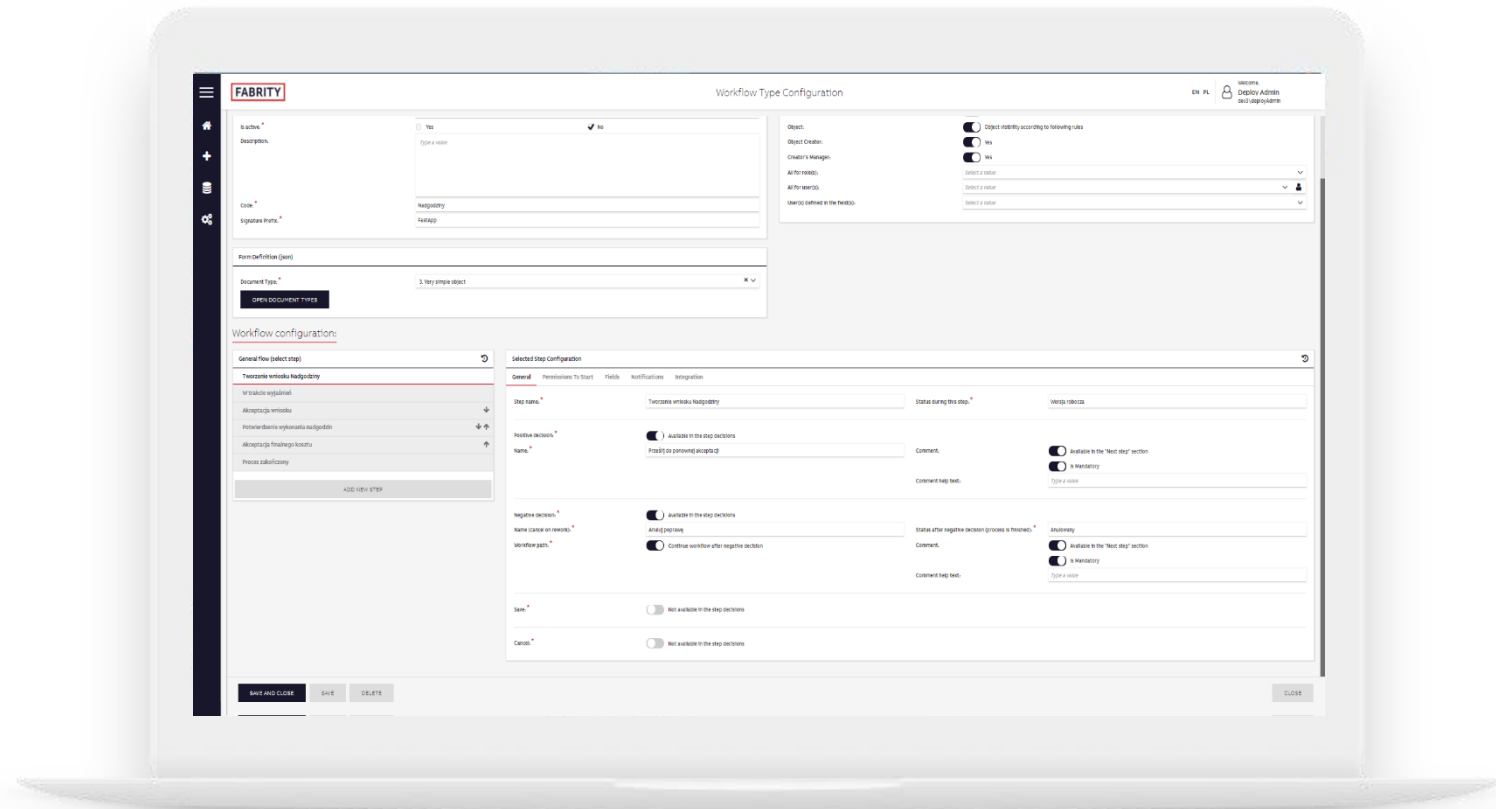 FABRITY
Workflow Type Configuration
EN PL
Welcome,
Deploy Admin
dev3\deployAdmin
Is active: *
Yes
No
Description:
Type a value
Code: *
Nadgodziny
Signature Prefix: *
FastApp
Object:
Object visibility according to following rules
Object Creator:
Yes
Creator's Manager:
Yes
All for role(s):
Select a value
All for user(s):
Select a value
User(s) defined in the field(s):
Select a value
Form Definition (json)
Document Type: *
3. Very simple object
OPEN DOCUMENT TYPES
Workflow configuration:
General flow (select step)
Tworzenie wniosku Nadgodziny
W trakcie wyjaśnień
Akceptacja wniosku
Potwierdzenie wykonania nadgodzin
Akceptacja finalnego kosztu
Proces zakończony
ADD NEW STEP
Selected Step Configuration
General Permissions To Start Fields Notifications Integration
Step name: *
Tworzenie wniosku Nadgodziny
Status during this step: *
Wersja robocza
Positive decision: *
Available in the step decisions
Name: *
Prześlij do ponownej akceptacji
Comment:
Available in the "Next step" section
Is Mandatory
Comment help text:
Type a value
Negative decision: *
Available in the step decisions
Name (cancel on rework): *
Anuluj poprawę
Status after negative decision (process is finished): *
Anulowany
Workflow path: *
Continue workflow after negative decision
Comment:
Available in the "Next step" section
Is Mandatory
Comment help text:
Type a value
Save: *
Not available in the step decisions
Cancel: *
Not available in the step decisions
SAVE AND CLOSE
SAVE
DELETE
CLOSE